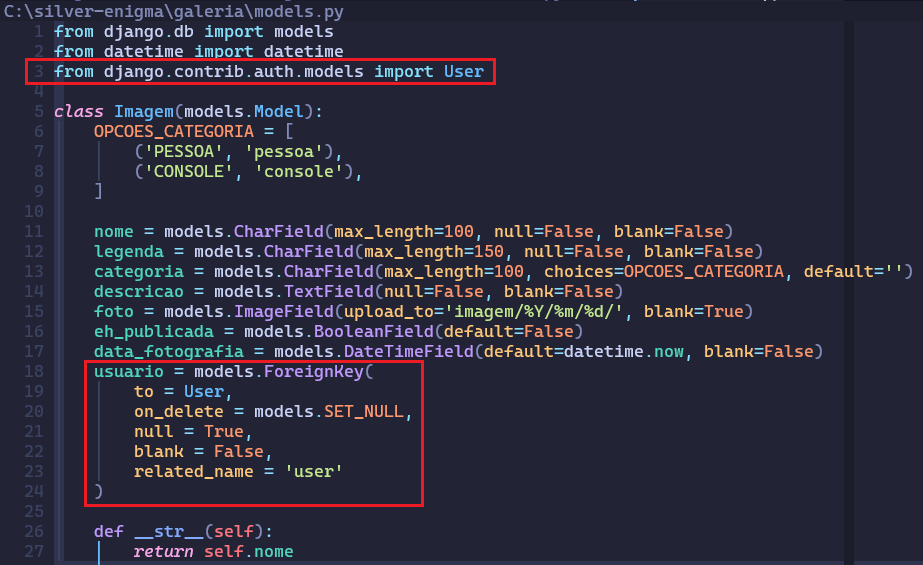 C:\silver-enigma\galeria\models.py
1 from django.db import models
2 from datetime import datetime
3 from django.contrib.auth.models import User
4
5 class Imagem(models.Model):
6     OPCOES_CATEGORIA = [
7         ('PESSOA', 'pessoa'),
8         ('CONSOLE', 'console'),
9     ]
10
11     nome = models.CharField(max_length=100, null=False, blank=False)
12     legenda = models.CharField(max_length=150, null=False, blank=False)
13     categoria = models.CharField(max_length=100, choices=OPCOES_CATEGORIA, default='')
14     descricao = models.TextField(null=False, blank=False)
15     foto = models.ImageField(upload_to='imagem/%Y/%m/%d/', blank=True)
16     eh_publicada = models.BooleanField(default=False)
17     data_fotografia = models.DateTimeField(default=datetime.now, blank=False)
18     usuario = models.ForeignKey(
19         to = User,
20         on_delete = models.SET_NULL,
21         null = True,
22         blank = False,
23         related_name = 'user'
24     )
25
26     def __str__(self):
27         return self.nome